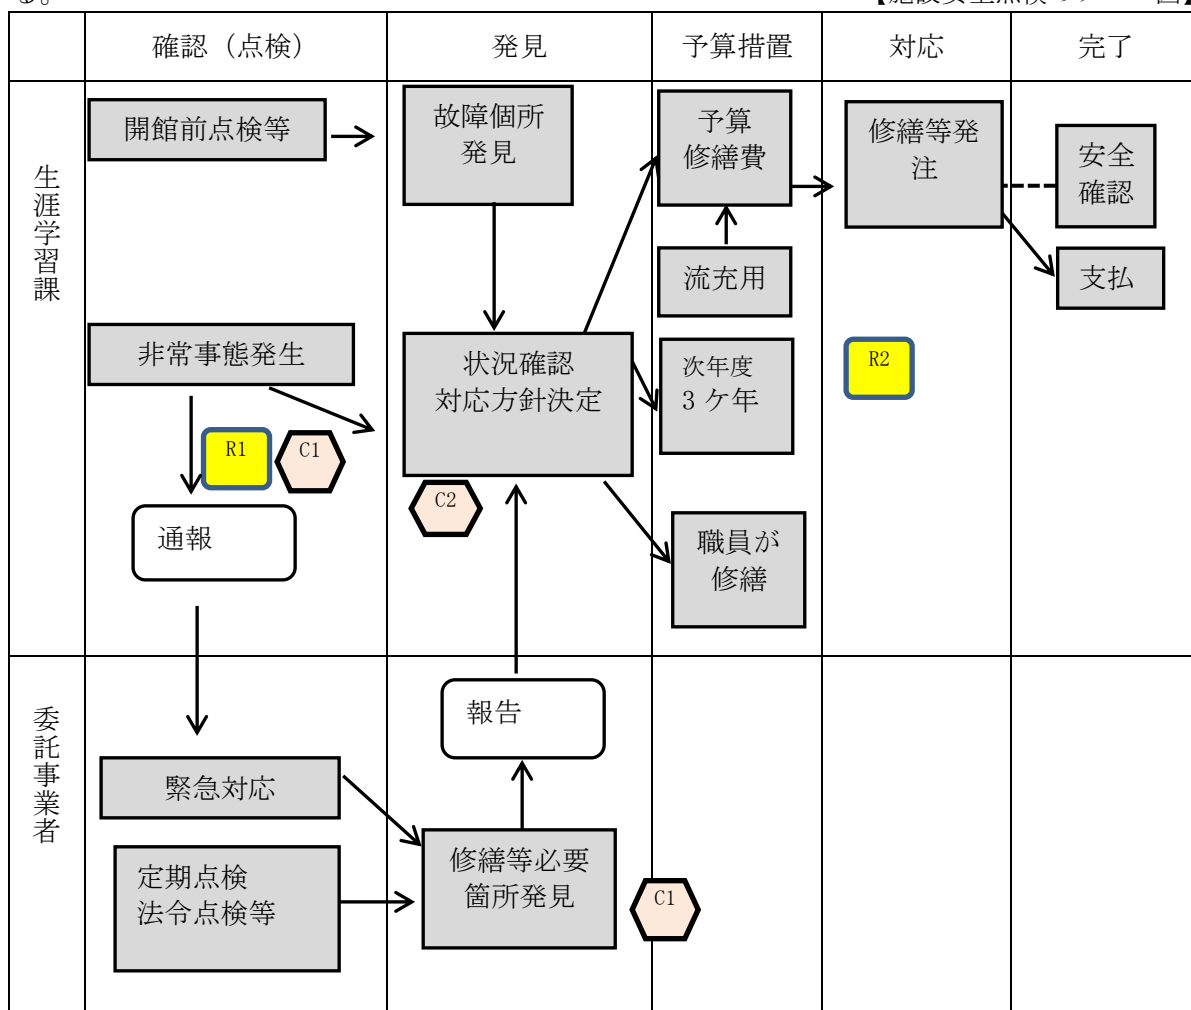 確認（点検）
発見
予算措置
対応
完了
生涯学習課
開館前点検等
故障個所
発見
予算
修繕費
修繕等発
注
安全
確認
流充用
支払
非常事態発生
状況確認
対応方針決定
次年度
3 ケ年
R2
R1
C1
C2
通報
職員が
修繕
委託事業者
報告
緊急対応
定期点検
法令点検等
修繕等必要
箇所発見
C1